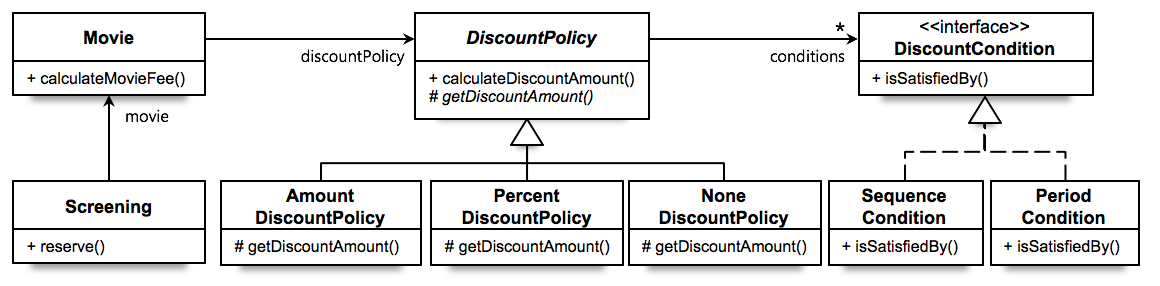 Movie
+ calculateMovieFee()
discountPolicy
DiscountPolicy
+ calculateDiscountAmount()
# getDiscountAmount()
*
conditions
<<interface>>
DiscountCondition
+ isSatisfiedBy()
movie
Screening
+ reserve()
Amount
DiscountPolicy
# getDiscountAmount()
Percent
DiscountPolicy
# getDiscountAmount()
None
DiscountPolicy
# getDiscountAmount()
Sequence
Condition
+ isSatisfiedBy()
Period
Condition
+ isSatisfiedBy()